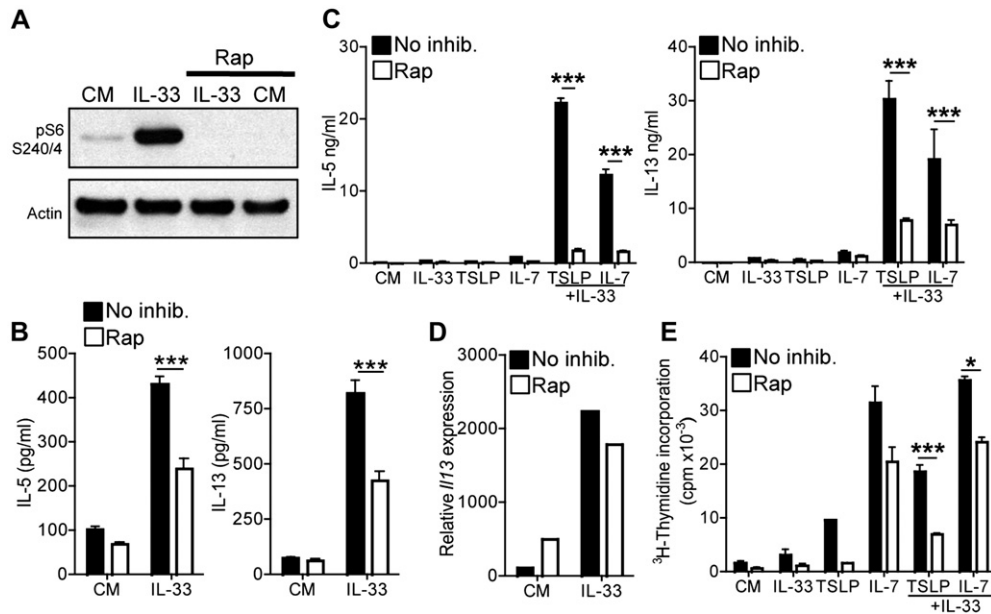 A
Rap
CM IL-33 IL-33 CM
pS6
S240/4
Actin
C
No inhib.
Rap
IL-5 ng/ml
30
20
10
0
***
***
CM IL-33 TSLP IL-7 TSLP IL-7
+IL-33
No inhib.
Rap
IL-13 ng/ml
40
30
20
10
0
***
***
CM IL-33 TSLP IL-7 TSLP IL-7
+IL-33
B
No inhib.
Rap
IL-5 (pg/ml)
500
400
300
200
100
0
***
CM IL-33
IL-13 (pg/ml)
1000
750
500
250
0
***
CM IL-33
D
No inhib.
Rap
Relative Il13 expression
3000
2000
1000
0
CM IL-33
E
No inhib.
Rap
³H-Thymidine incorporation
(cpm x10⁻³)
40
30
20
10
0
***
*
CM IL-33 TSLP IL-7 TSLP IL-7
+IL-33